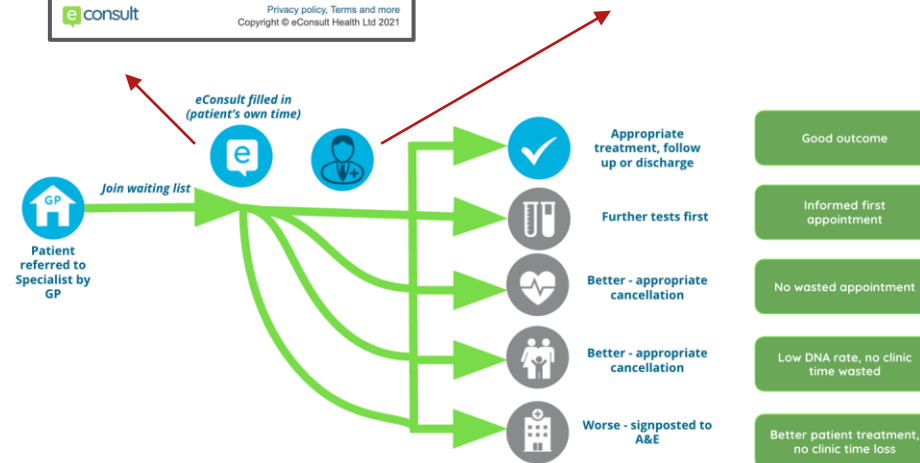 e consult
Privacy policy, Terms and more
Copyright © eConsult Health Ltd 2021
eConsult filled in
(patient's own time)
e
GP
Join waiting list
Patient
referred to
Specialist by
GP
Appropriate
treatment, follow
up or discharge
Good outcome
Further tests first
Informed first
appointment
Better - appropriate
cancellation
No wasted appointment
Better - appropriate
cancellation
Low DNA rate, no clinic
time wasted
Worse - signposted to
A&E
Better patient treatment,
no clinic time loss